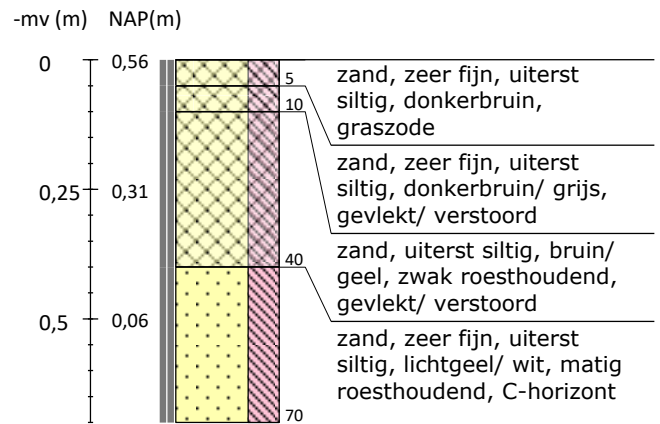 -mv (m) NAP(m)
0 0,56
5
10
zand, zeer fijn, uiterst
siltig, donkerbruin,
graszode
zand, zeer fijn, uiterst
siltig, donkerbruin/ grijs,
gevlekt/ verstoord
0,25 0,31
40
zand, uiterst siltig, bruin/
geel, zwak roesthoudend,
gevlekt/ verstoord
0,5 0,06
zand, zeer fijn, uiterst
siltig, lichtgeel/ wit, matig
roesthoudend, C-horizont
70